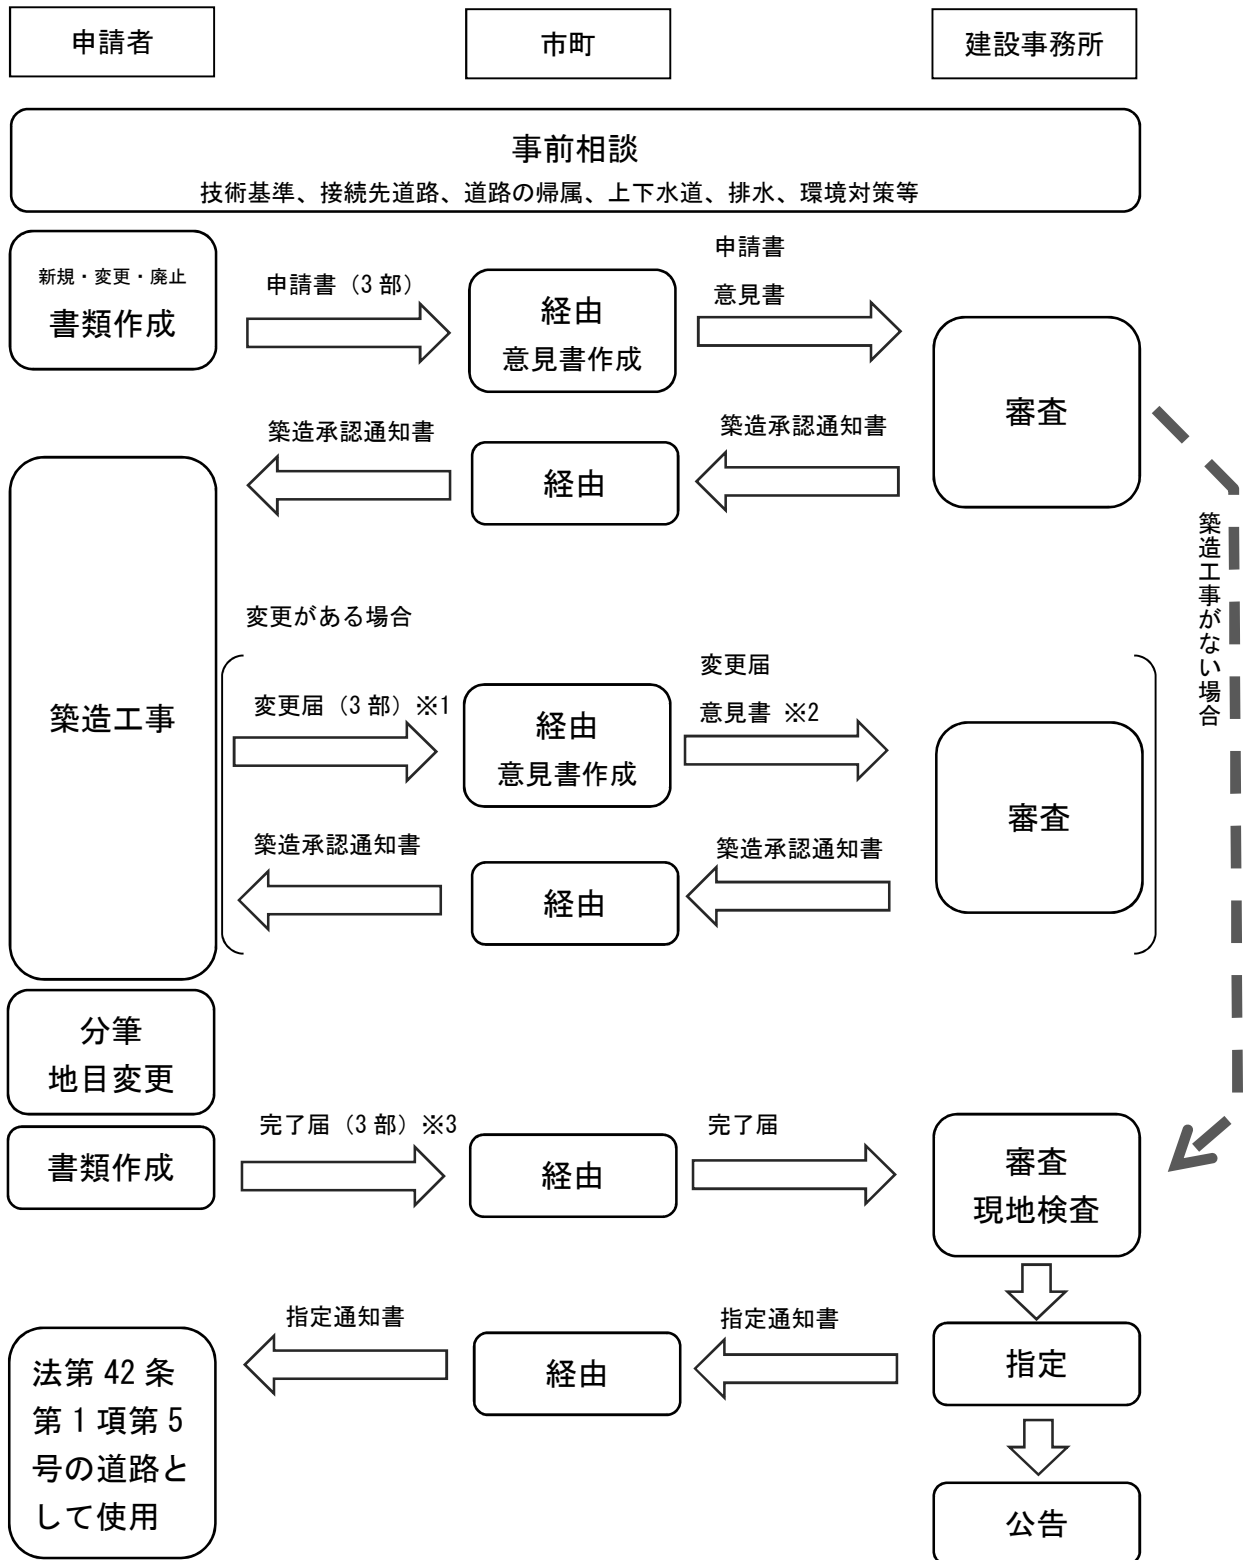 申請者
市町
建設事務所
事前相談
技術基準、接続先道路、道路の帰属、上下水道、排水、環境対策等
新規・変更・廃止
書類作成
申請書（3部）
経由
意見書作成
申請書
意見書
審査
築造承認通知書
経由
築造承認通知書
築造工事がない場合
築造工事
変更がある場合
変更届（3部）※1
経由
意見書作成
変更届
意見書 ※2
審査
築造承認通知書
経由
築造承認通知書
分筆
地目変更
書類作成
完了届（3部）※3
経由
完了届
審査
現地検査
指定通知書
経由
指定通知書
指定
法第 42 条
第 1 項第 5
号の道路と
して使用
公告